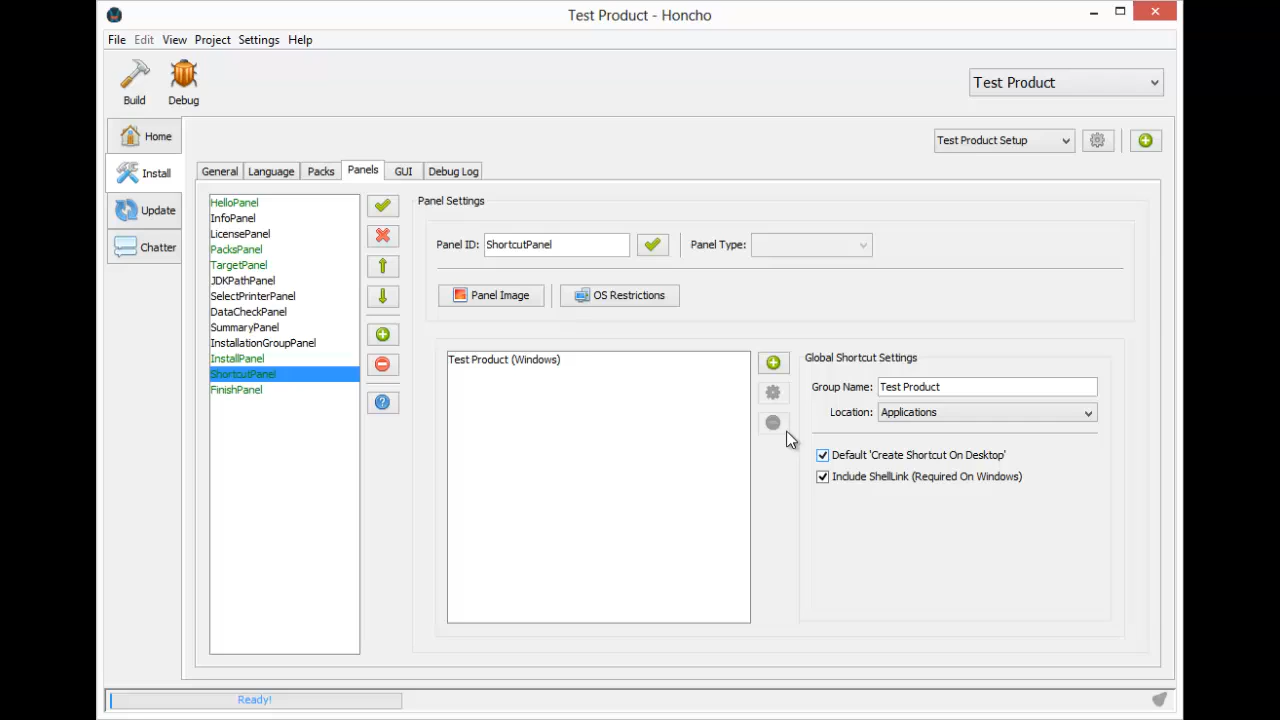 Test Product - Honcho
File Edit View Project Settings Help
Build Debug
Test Product
Home
Install
Update
Chatter
Test Product Setup
General Language Packs Panels GUI Debug Log
HelloPanel
InfoPanel
LicensePanel
PacksPanel
TargetPanel
JDKPathPanel
SelectPrinterPanel
DataCheckPanel
SummaryPanel
InstallationGroupPanel
InstallPanel
ShortcutPanel
FinishPanel
Panel Settings
Panel ID: ShortcutPanel Panel Type:
Panel Image OS Restrictions
Test Product (Windows)
Global Shortcut Settings
Group Name: Test Product
Location: Applications
Default 'Create Shortcut On Desktop'
Include ShellLink (Required On Windows)
Ready!